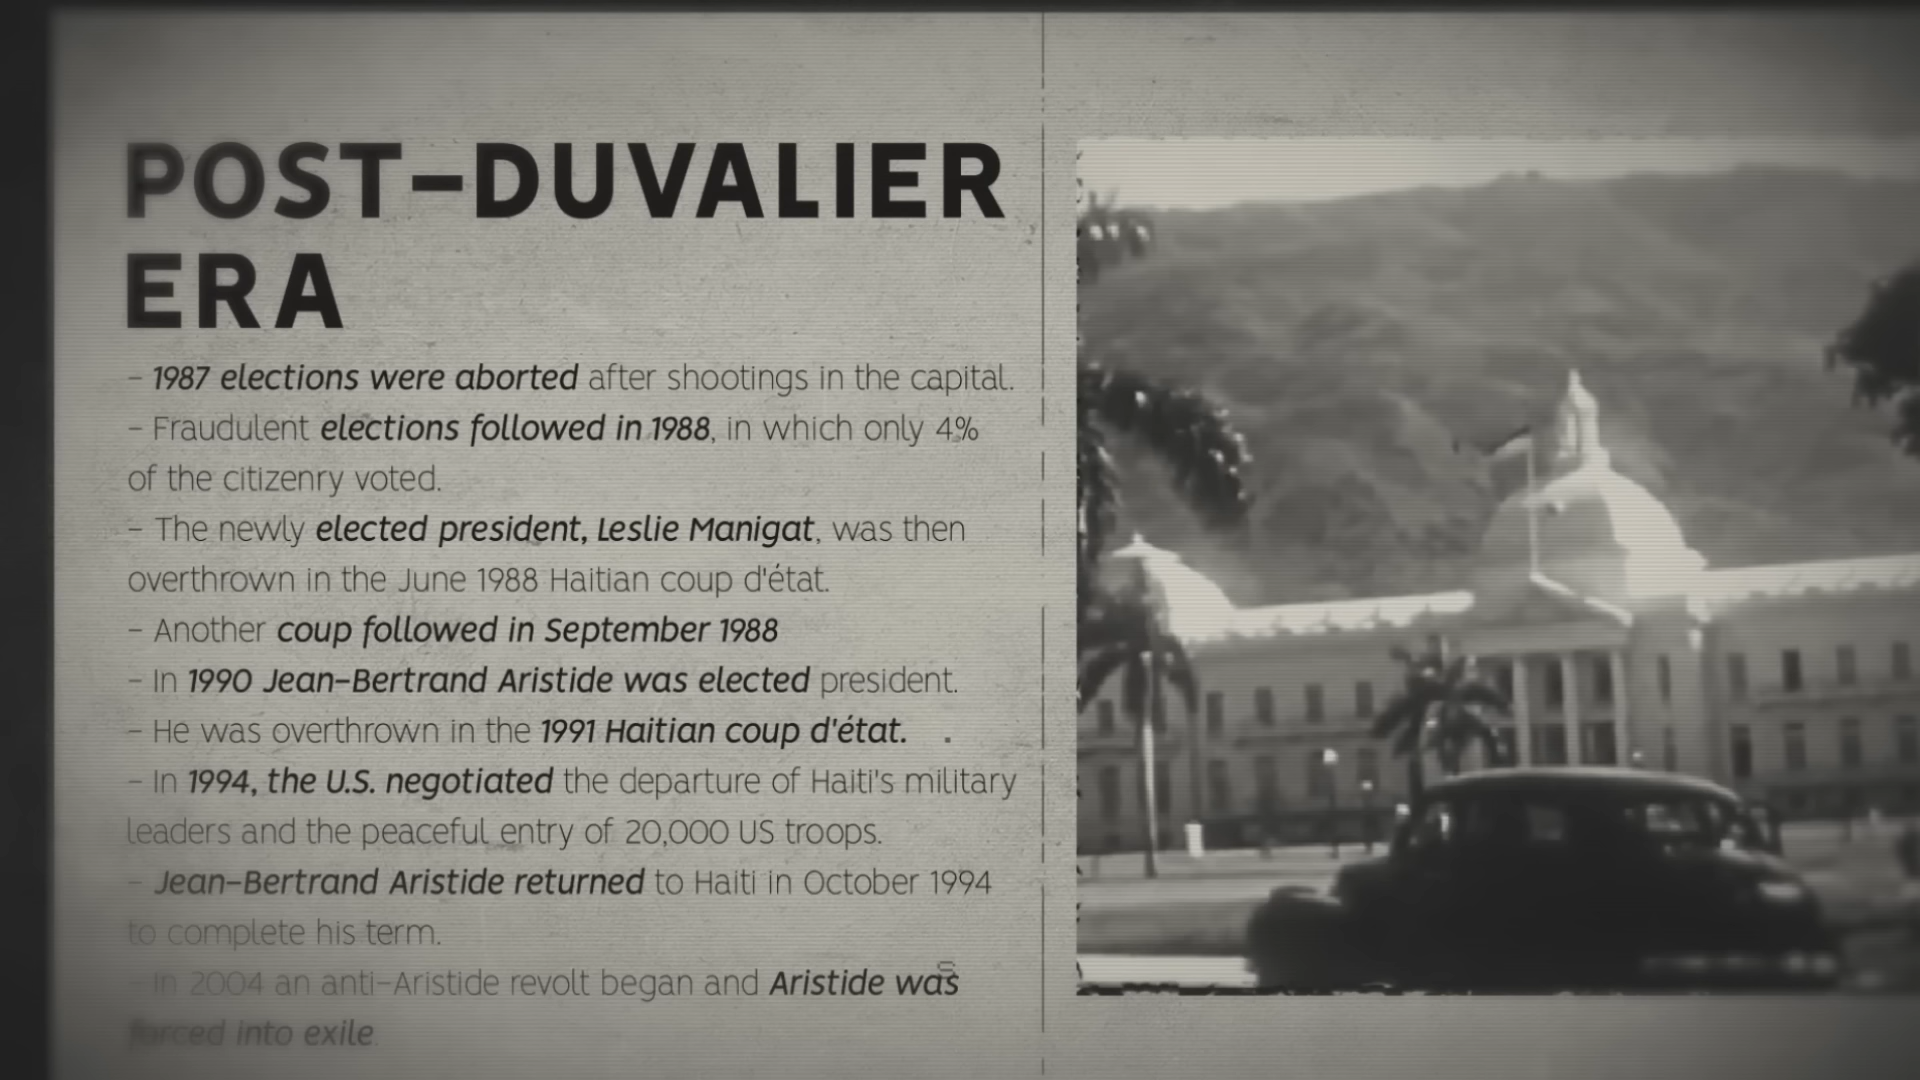 POST-DUVALIER
ERA
- 1987 elections were aborted after shootings in the capital.
- Fraudulent elections followed in 1988, in which only 4%
of the citizenry voted.
- The newly elected president, Leslie Manigat, was then
overthrown in the June 1988 Haitian coup d'état.
- Another coup followed in September 1988
- In 1990 Jean-Bertrand Aristide was elected president.
- He was overthrown in the 1991 Haitian coup d'état.
- In 1994, the U.S. negotiated the departure of Haiti's military
leaders and the peaceful entry of 20,000 US troops.
- Jean-Bertrand Aristide returned to Haiti in October 1994
to complete his term.
- In 2004 an anti-Aristide revolt began and Aristide was
forced into exile.